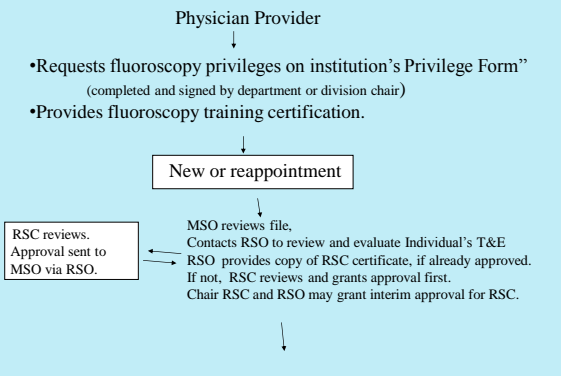 Physician Provider
•Requests fluoroscopy privileges on institution's Privilege Form"
(completed and signed by department or division chair)
•Provides fluoroscopy training certification.
New or reappointment
RSC reviews.
Approval sent to
MSO via RSO.
MSO reviews file,
Contacts RSO to review and evaluate Individual's T&E
RSO provides copy of RSC certificate, if already approved.
If not, RSC reviews and grants approval first.
Chair RSC and RSO may grant interim approval for RSC.